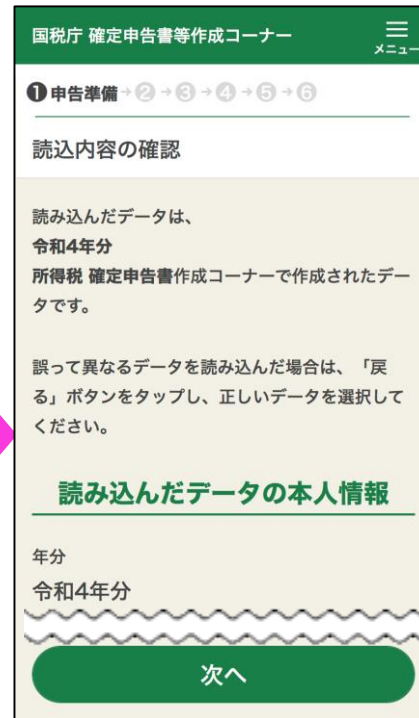 国税庁 確定申告書等作成コーナー
メニュー
1 申告準備→2→3→4→5→6
読込内容の確認
読み込んだデータは、
令和4年分
所得税 確定申告書作成コーナーで作成されたデー
タです。
誤って異なるデータを読み込んだ場合は、「戻
る」ボタンをタップし、正しいデータを選択して
ください。
読み込んだデータの本人情報
年分
令和4年分
次へ